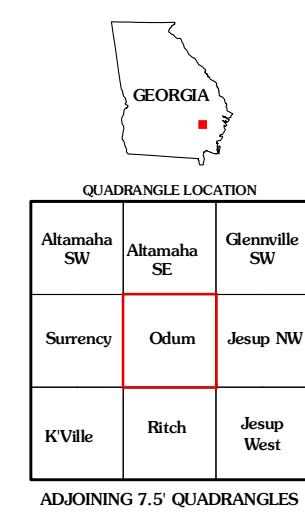 GEORGIA
QUADRANGLE LOCATION
Altamaha
SW
Altamaha
SE
Glennville
SW
Surrency
Odum
Jesup NW
K'Ville
Ritch
Jesup
West
ADJOINING 7.5' QUADRANGLES